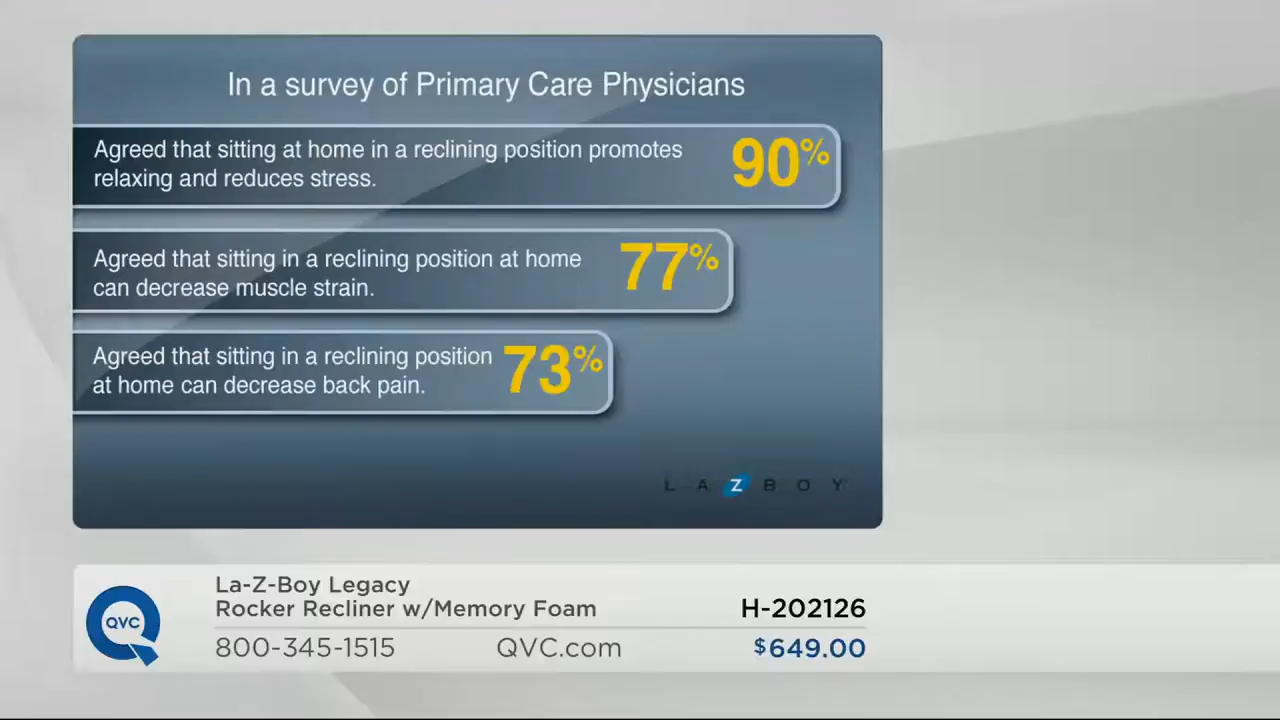 In a survey of Primary Care Physicians
Agreed that sitting at home in a reclining position promotes
relaxing and reduces stress.
90%
Agreed that sitting in a reclining position at home
can decrease muscle strain.
77%
Agreed that sitting in a reclining position
at home can decrease back pain.
73%
LAZBOY
QVC
La-Z-Boy Legacy
Rocker Recliner w/Memory Foam
H-202126
800-345-1515
QVC.com
$649.00